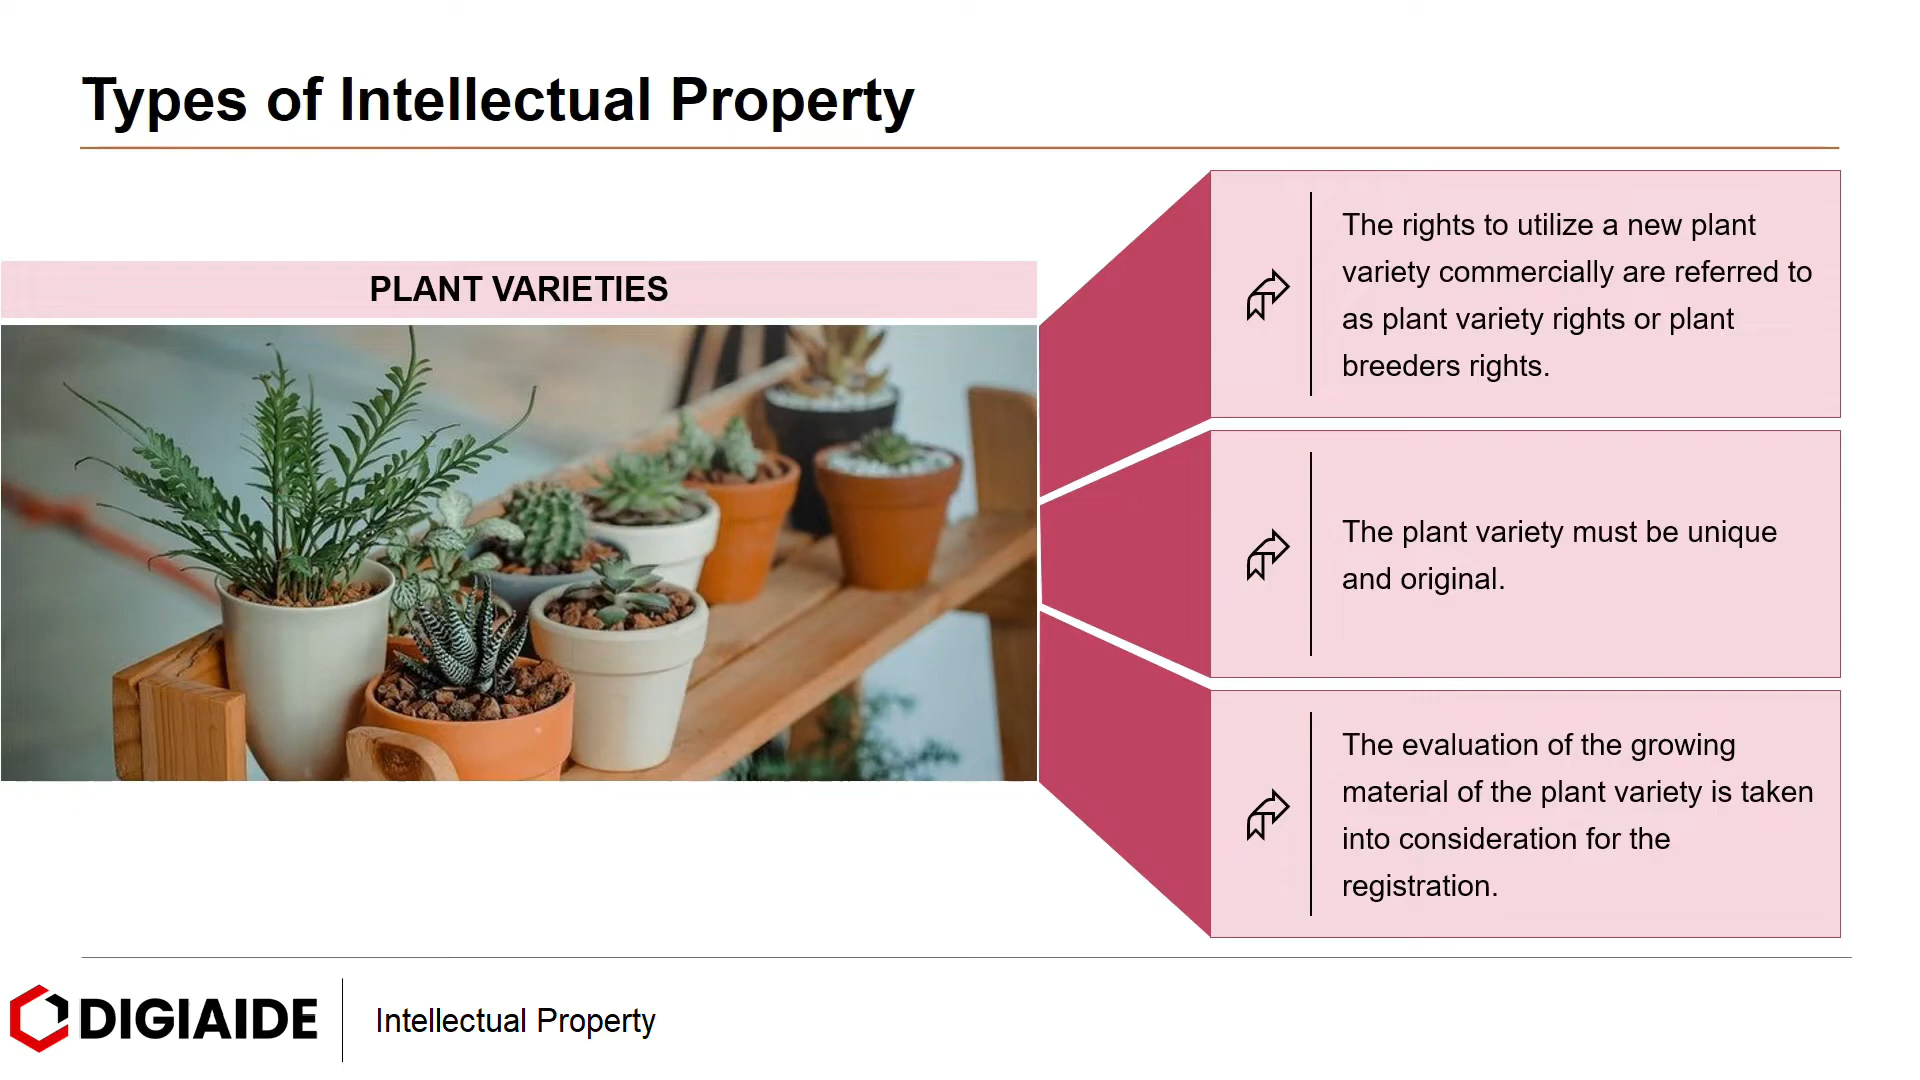 Types of Intellectual Property
PLANT VARIETIES
The rights to utilize a new plant
variety commercially are referred to
as plant variety rights or plant
breeders rights.
The plant variety must be unique
and original.
The evaluation of the growing
material of the plant variety is taken
into consideration for the
registration.
DIGIAIDE
Intellectual Property